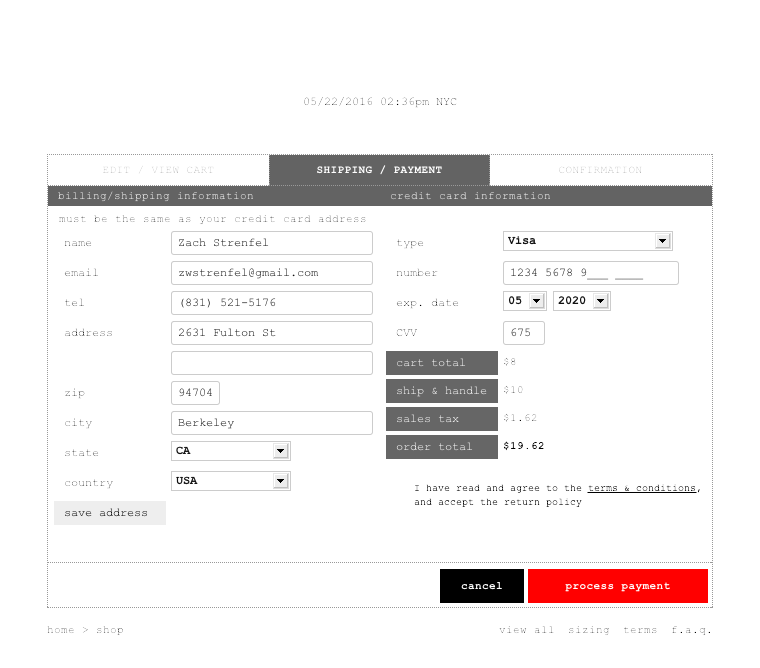 05/22/2016 02:36pm NYC
EDIT / VIEW CART
SHIPPING / PAYMENT
CONFIRMATION
billing/shipping information
must be the same as your credit card address
name
Zach Strenfel
email
zwstrenfel@gmail.com
tel
(831) 521-5176
address
2631 Fulton St
zip
94704
city
Berkeley
state
CA
country
USA
save address
credit card information
type
Visa
number
1234 5678 9___ ____
exp. date
05
2020
CVV
675
cart total
$8
ship & handle
$10
sales tax
$1.62
order total
$19.62
I have read and agree to the terms & conditions,
and accept the return policy
cancel
process payment
home > shop
view all sizing terms f.a.q.